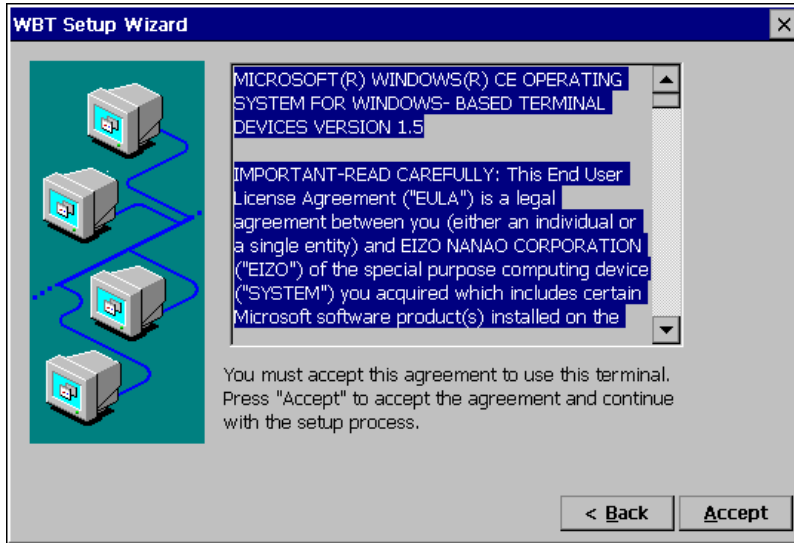 WBT Setup Wizard
MICROSOFT(R) WINDOWS(R) CE OPERATING
SYSTEM FOR WINDOWS- BASED TERMINAL
DEVICES VERSION 1.5
IMPORTANT-READ CAREFULLY: This End User
License Agreement ("EULA") is a legal
agreement between you (either an individual or
a single entity) and EIZO NANAO CORPORATION
("EIZO") of the special purpose computing device
("SYSTEM") you acquired which includes certain
Microsoft software product(s) installed on the
You must accept this agreement to use this terminal.
Press "Accept" to accept the agreement and continue
with the setup process.
< Back
Accept